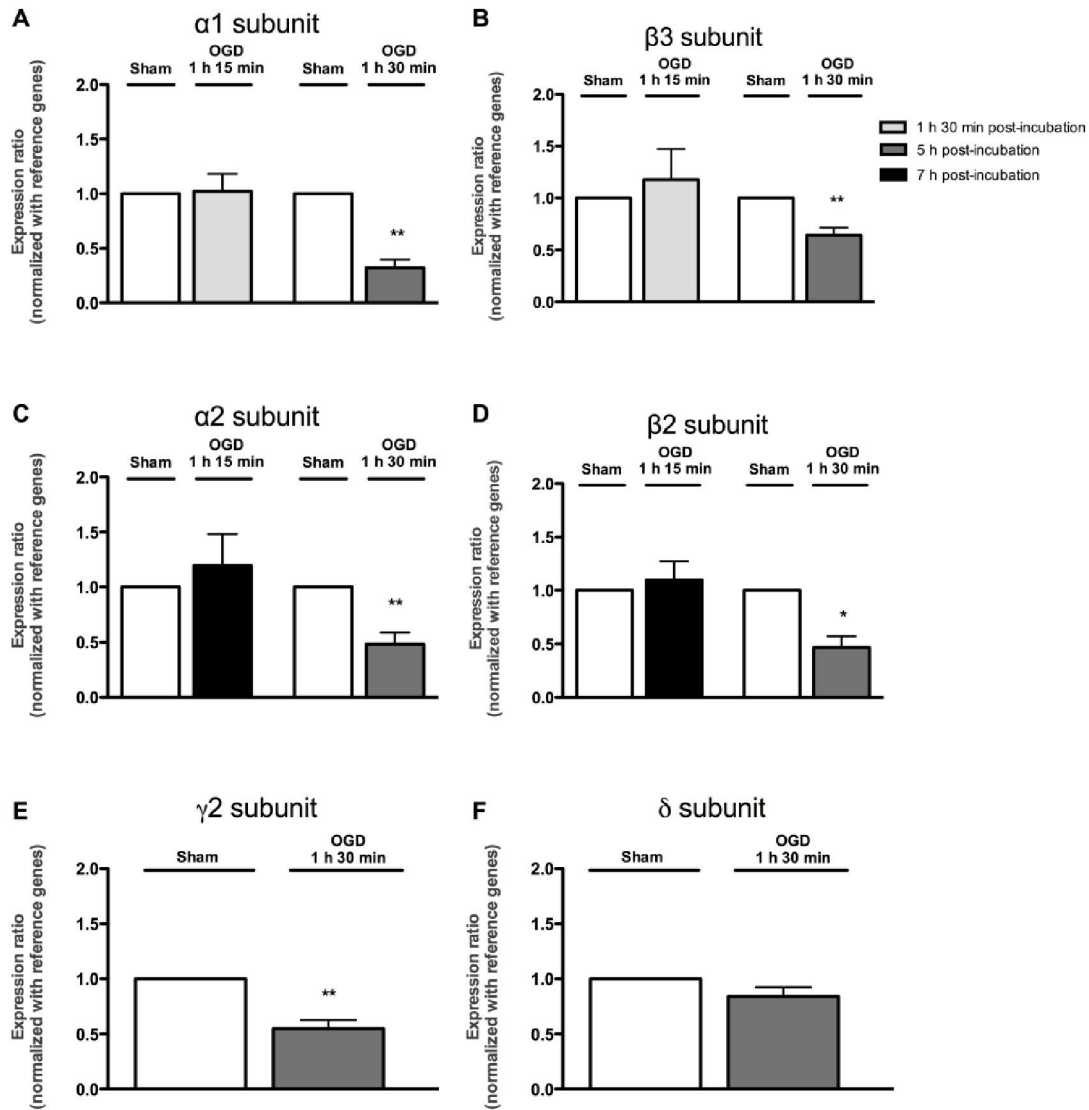 A
α1 subunit
Sham
OGD
1 h 15 min
Sham
OGD
1 h 30 min
Expression ratio
(normalized with reference genes)
2.0
1.5
1.0
0.5
0.0
**
B
β3 subunit
Sham
OGD
1 h 15 min
Sham
OGD
1 h 30 min
Expression ratio
(normalized with reference genes)
2.0
1.5
1.0
0.5
0.0
**
1 h 30 min post-incubation
5 h post-incubation
7 h post-incubation
C
α2 subunit
Sham
OGD
1 h 15 min
Sham
OGD
1 h 30 min
Expression ratio
(normalized with reference genes)
2.0
1.5
1.0
0.5
0.0
**
D
β2 subunit
Sham
OGD
1 h 15 min
Sham
OGD
1 h 30 min
Expression ratio
(normalized with reference genes)
2.0
1.5
1.0
0.5
0.0
*
E
γ2 subunit
Sham
OGD
1 h 30 min
Expression ratio
(normalized with reference genes)
2.0
1.5
1.0
0.5
0.0
**
F
δ subunit
Sham
OGD
1 h 30 min
Expression ratio
(normalized with reference genes)
2.0
1.5
1.0
0.5
0.0